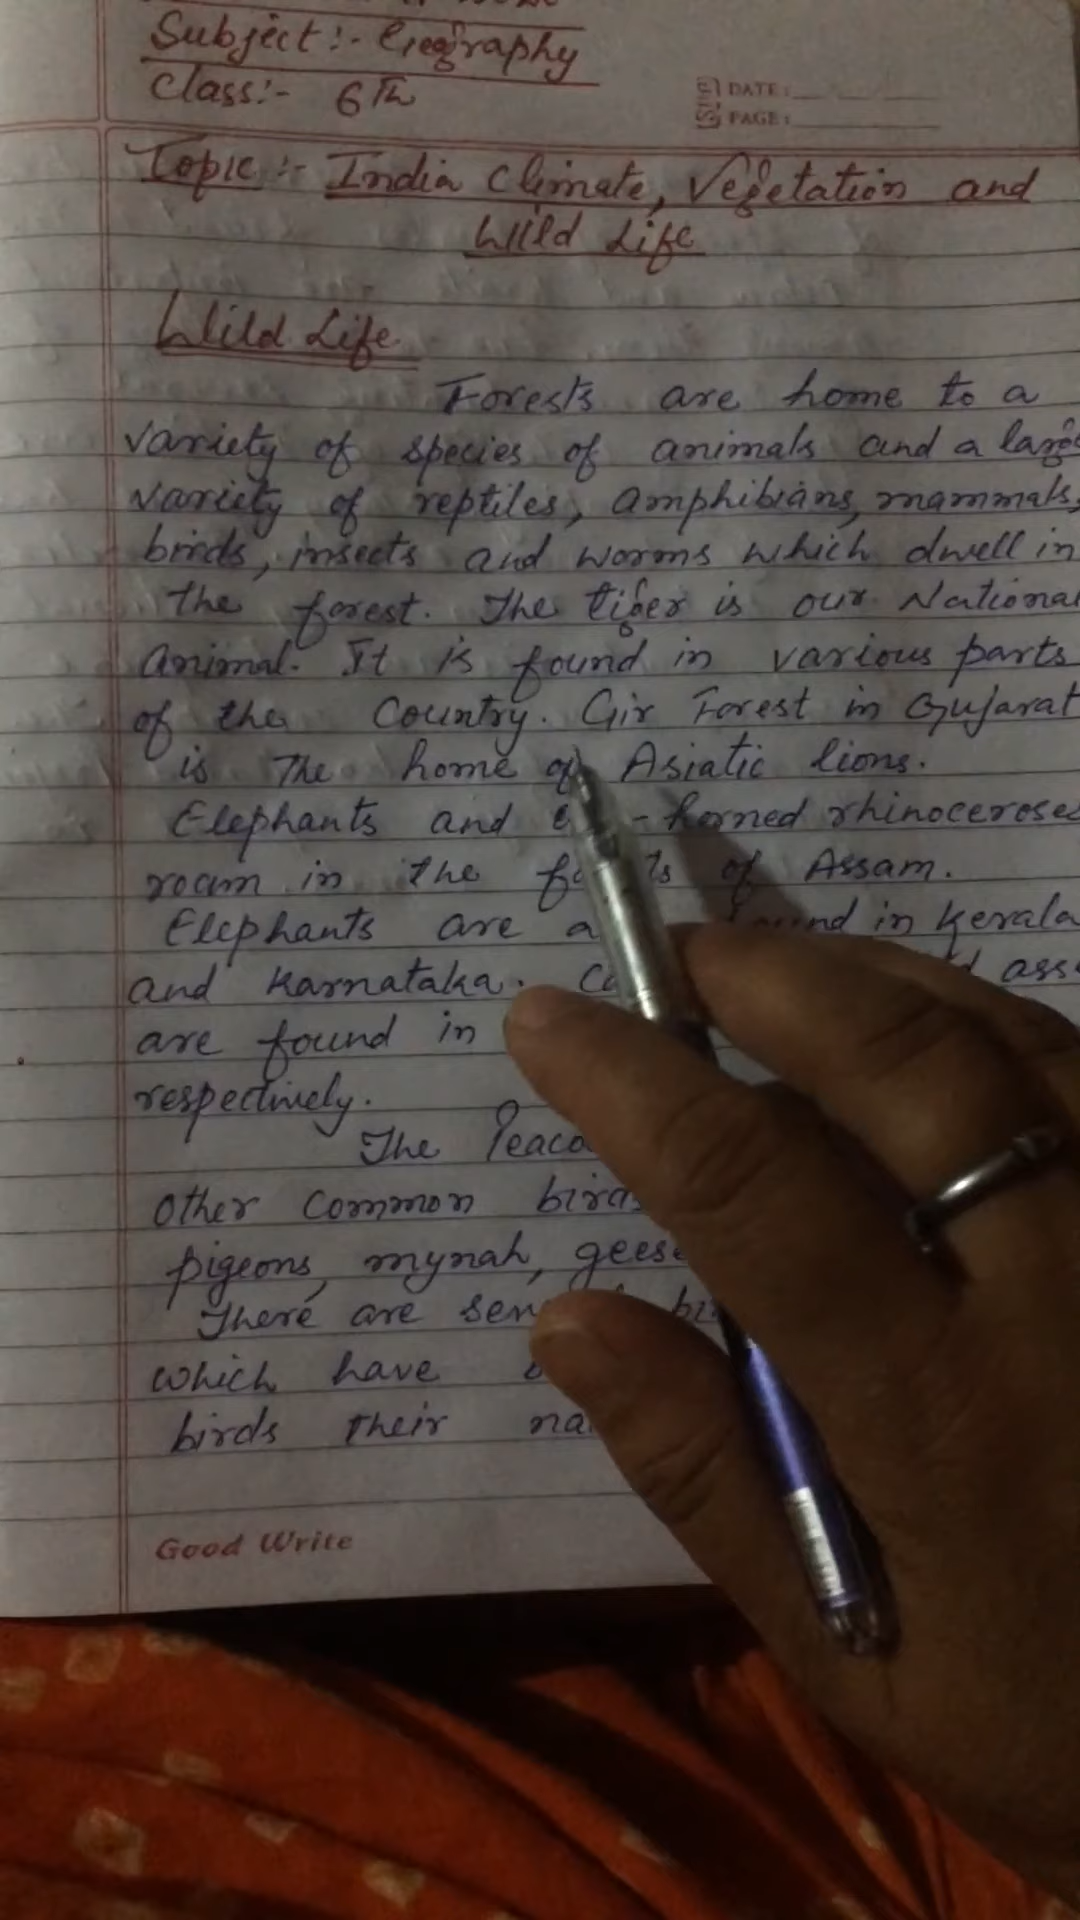 Subject:- Geography
Class:- 6Th
DATE:
PAGE:
Topic:- India Climate, Vegetation and
Wild Life
Wild Life
Forests are home to a
variety of species of animals and a large
variety of reptiles, amphibians, mammals,
birds, insects and worms which dwell in
the forest. The tiger is our National
animal. It is found in various parts
of the Country. Gir Forest in Gujarat
is The home of Asiatic lions.
Elephants and - horned rhinoceroses
roam in the of Assam.
Elephants are in Kerala
and Karnataka.
are found in
respectively.
The
other common birds
pigeons, mynah, geese
There are
which have
birds their
Good Write